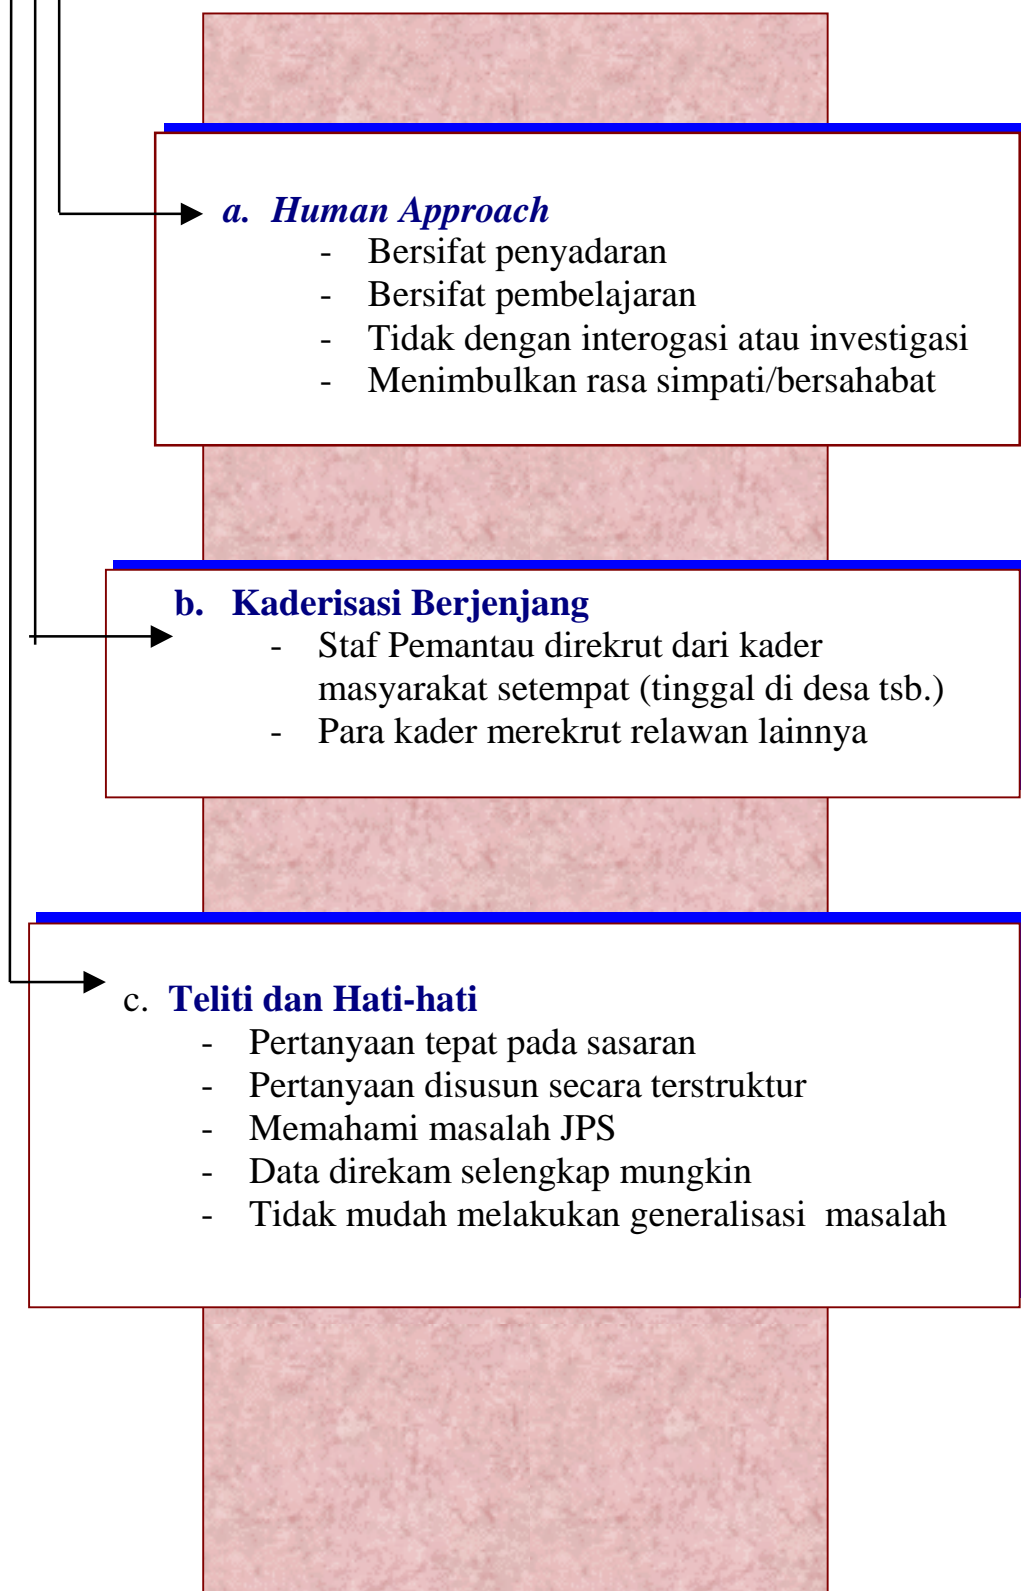 a. Human Approach
- Bersifat penyadaran
- Bersifat pembelajaran
- Tidak dengan interogasi atau investigasi
- Menimbulkan rasa simpati/bersahabat
b. Kaderisasi Berjenjang
- Staf Pemantau direkrut dari kader
masyarakat setempat (tinggal di desa tsb.)
- Para kader merekrut relawan lainnya
c. Teliti dan Hati-hati
- Pertanyaan tepat pada sasaran
- Pertanyaan disusun secara terstruktur
- Memahami masalah JPS
- Data direkam selengkap mungkin
- Tidak mudah melakukan generalisasi masalah